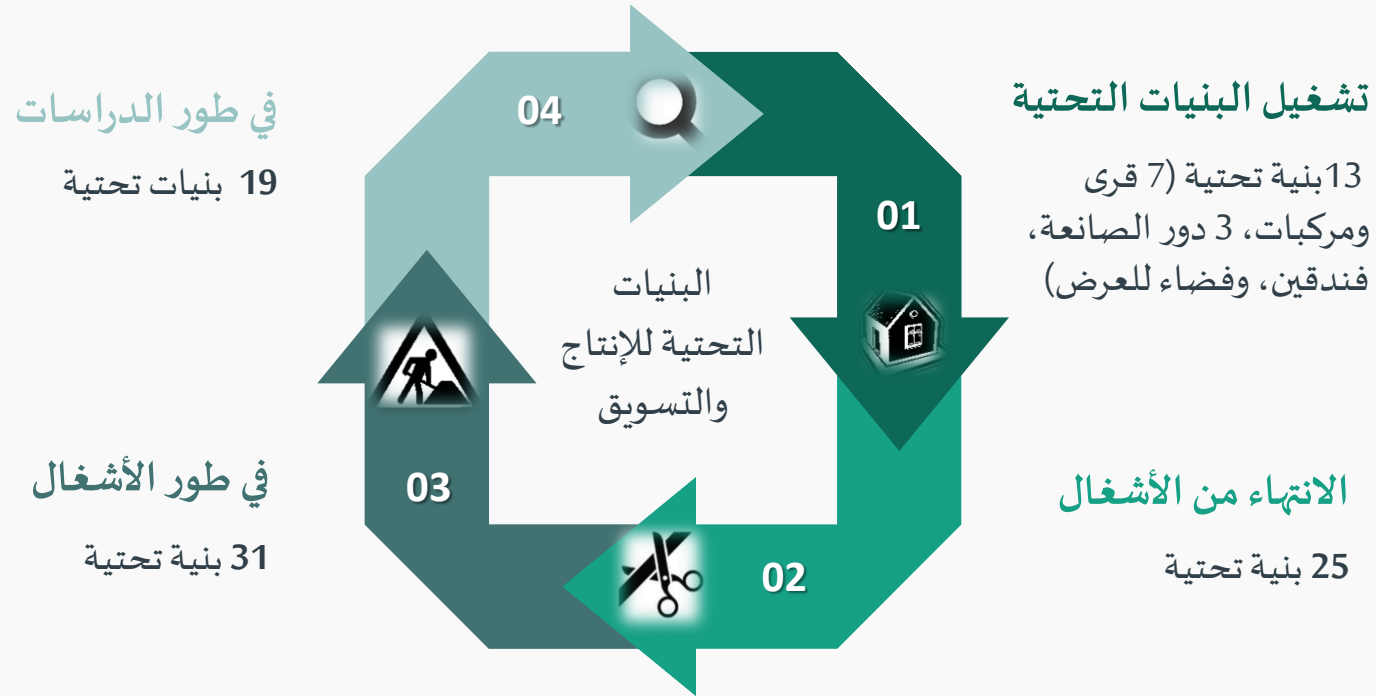 تشغيل البنيات التحتية
13بنية تحتية (7 قرى
ومركبات، 3 دور الصانعة،
فندقين، وفضاء للعرض)
01
الانتهاء من الأشغال
25 بنية تحتية
02
في طور الأشغال
31 بنية تحتية
03
في طور الدراسات
19 بنيات تحتية
04
البنيات
التحتية للإنتاج
والتسويق